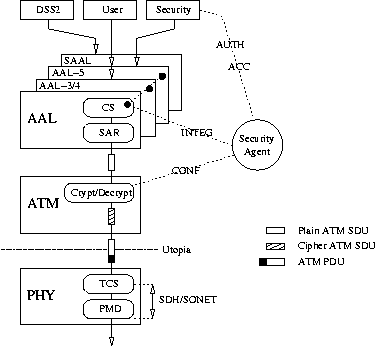 DSS2 User Security
AUTH
SAAL
ACC
AAL-5
AAL-3/4
AAL
CS
SAR
INTEG
Security
Agent
CONF
Crypt/Decrypt
ATM
Plain ATM SDU
Utopia
Cipher ATM SDU
ATM PDU
TCS
PHY
SDH/SONET
PMD